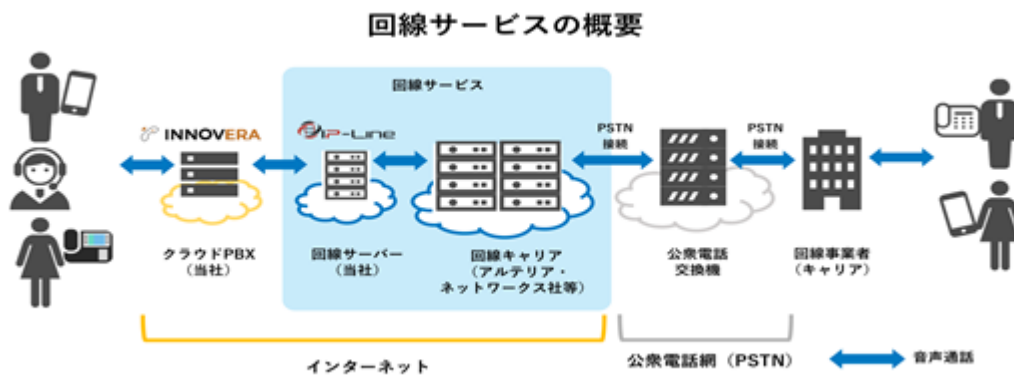 回線サービスの概要
回線サービス
INNOVERA
IP-Line
PSTN
接続
PSTN
接続
クラウドPBX
(当社)
回線サーバー
(当社)
回線キャリア
(アルテリア・
ネットワークス社等)
公衆電話
交換機
回線事業者
(キャリア)
インターネット
公衆電話網(PSTN)
音声通話